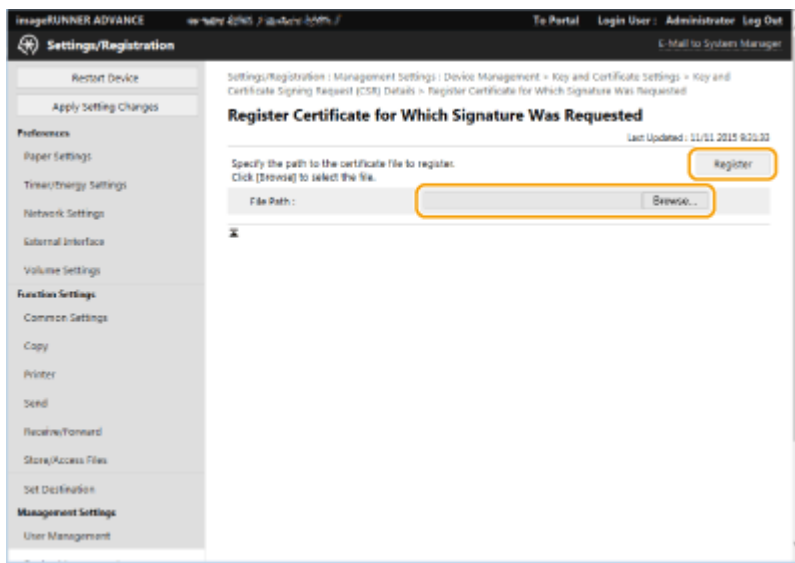 imageRUNNER ADVANCE To Portal Login User : Administrator Log Out
Settings/Registration E-Mail to System Manager
Restart Device
Apply Setting Changes
Preferences
Paper Settings
Timer/Energy Settings
Network Settings
External Interface
Volume Settings
Function Settings
Common Settings
Copy
Printer
Send
Receive/Forward
Store/Access Files
Set Destination
Management Settings
User Management
Settings/Registration : Management Settings : Device Management > Key and Certificate Settings > Key and
Certificate Signing Request (CSR) Details > Register Certificate for Which Signature Was Requested
Register Certificate for Which Signature Was Requested
Last Updated : 11/11 2015 9:31:33
Specify the path to the certificate file to register.
Click [Browse] to select the file.
Register
File Path :
Browse...